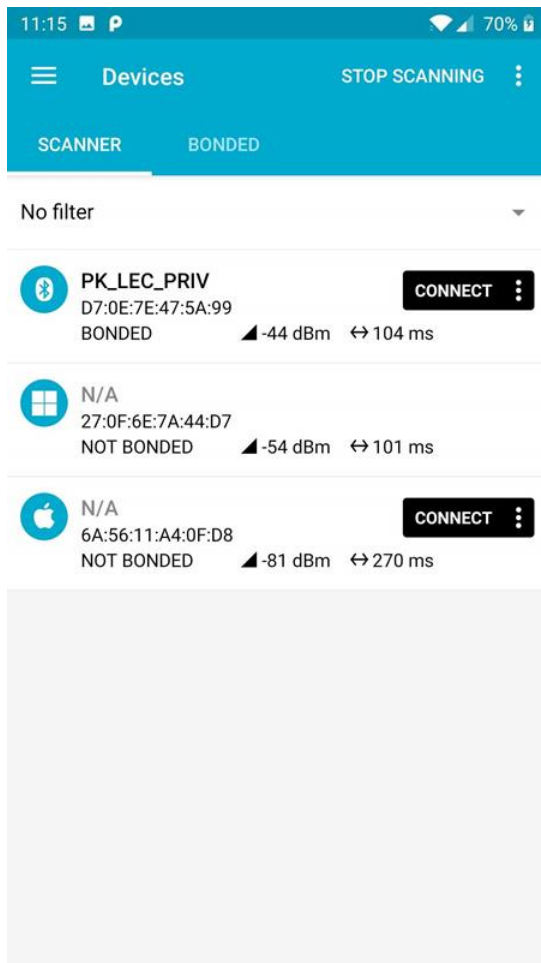 11:15 70%
Devices STOP SCANNING
SCANNER BONDED
No filter
PK_LEC_PRIV
D7:0E:7E:47:5A:99
CONNECT
BONDED -44 dBm 104 ms
N/A
27:0F:6E:7A:44:D7
NOT BONDED -54 dBm 101 ms
N/A
6A:56:11:A4:0F:D8
CONNECT
NOT BONDED -81 dBm 270 ms